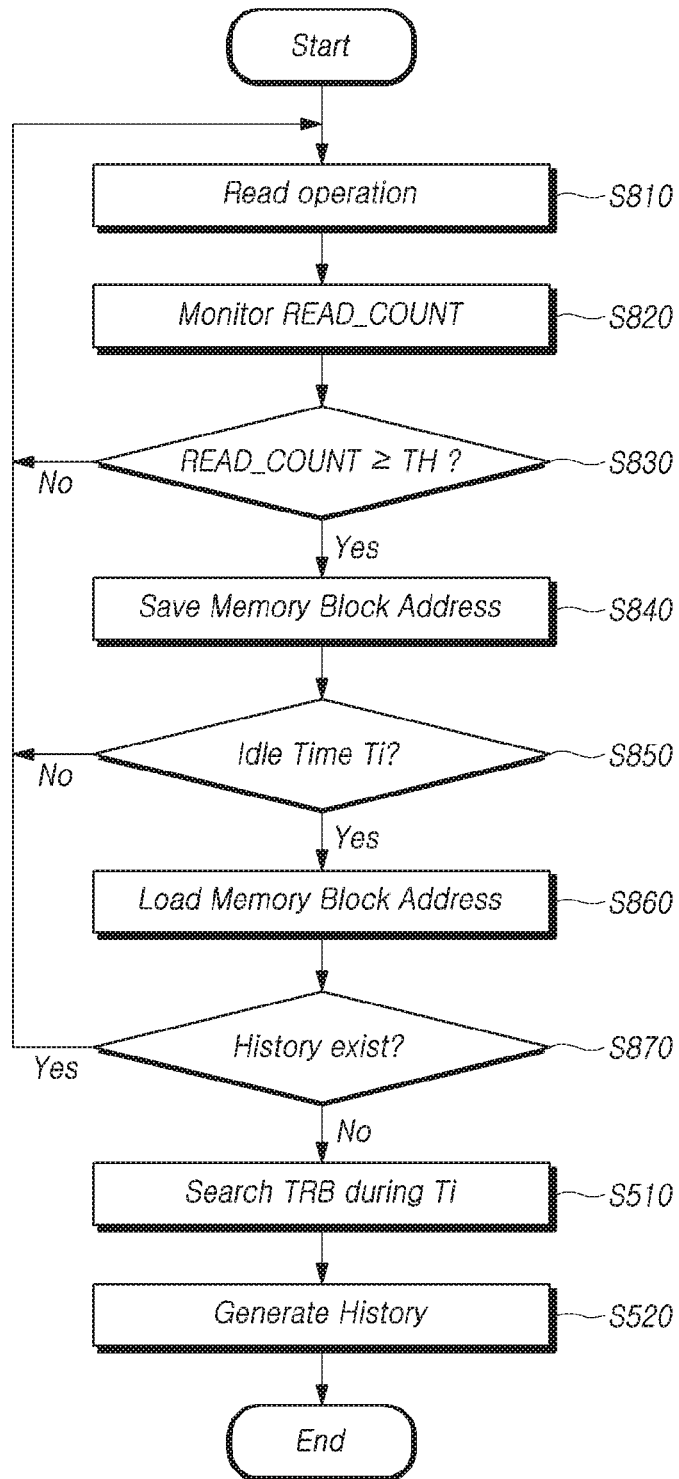 Start
Read operation S810
Monitor READ_COUNT S820
READ_COUNT ≥ TH ? S830
No
Yes
Save Memory Block Address S840
Idle Time Ti? S850
No
Yes
Load Memory Block Address S860
History exist? S870
Yes
No
Search TRB during Ti S510
Generate History S520
End